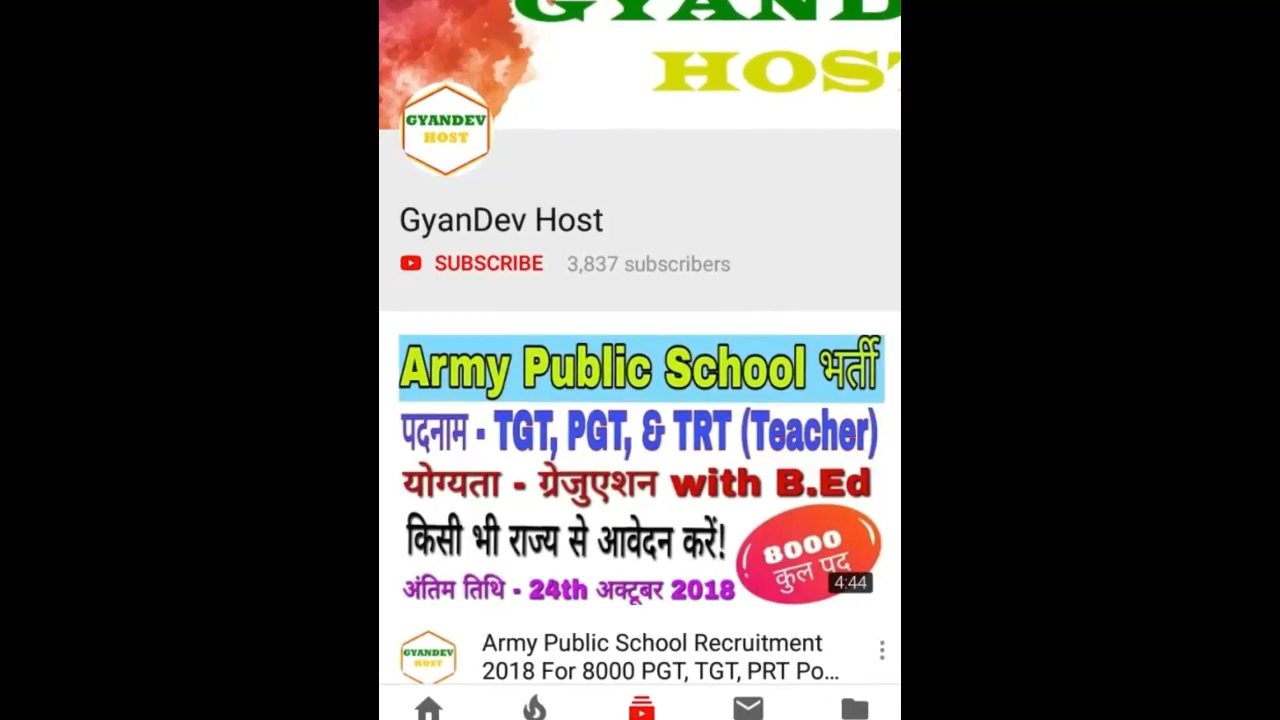 GYAND
HOST
GYANDEV
HOST
GyanDev Host
SUBSCRIBE 3,837 subscribers
Army Public School भर्ती
पदनाम - TGT, PGT, & TRT (Teacher)
योग्यता - ग्रेजुएशन with B.Ed
किसी भी राज्य से आवेदन करें!
8000
कुल पद
4:44
अंतिम तिथि - 24th अक्टूबर 2018
GYANDEV
HOST
Army Public School Recruitment
2018 For 8000 PGT, TGT, PRT Po...